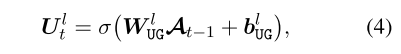 U_t^l = σ(W_UG^l A_{t−1} + b_UG^l), (4)